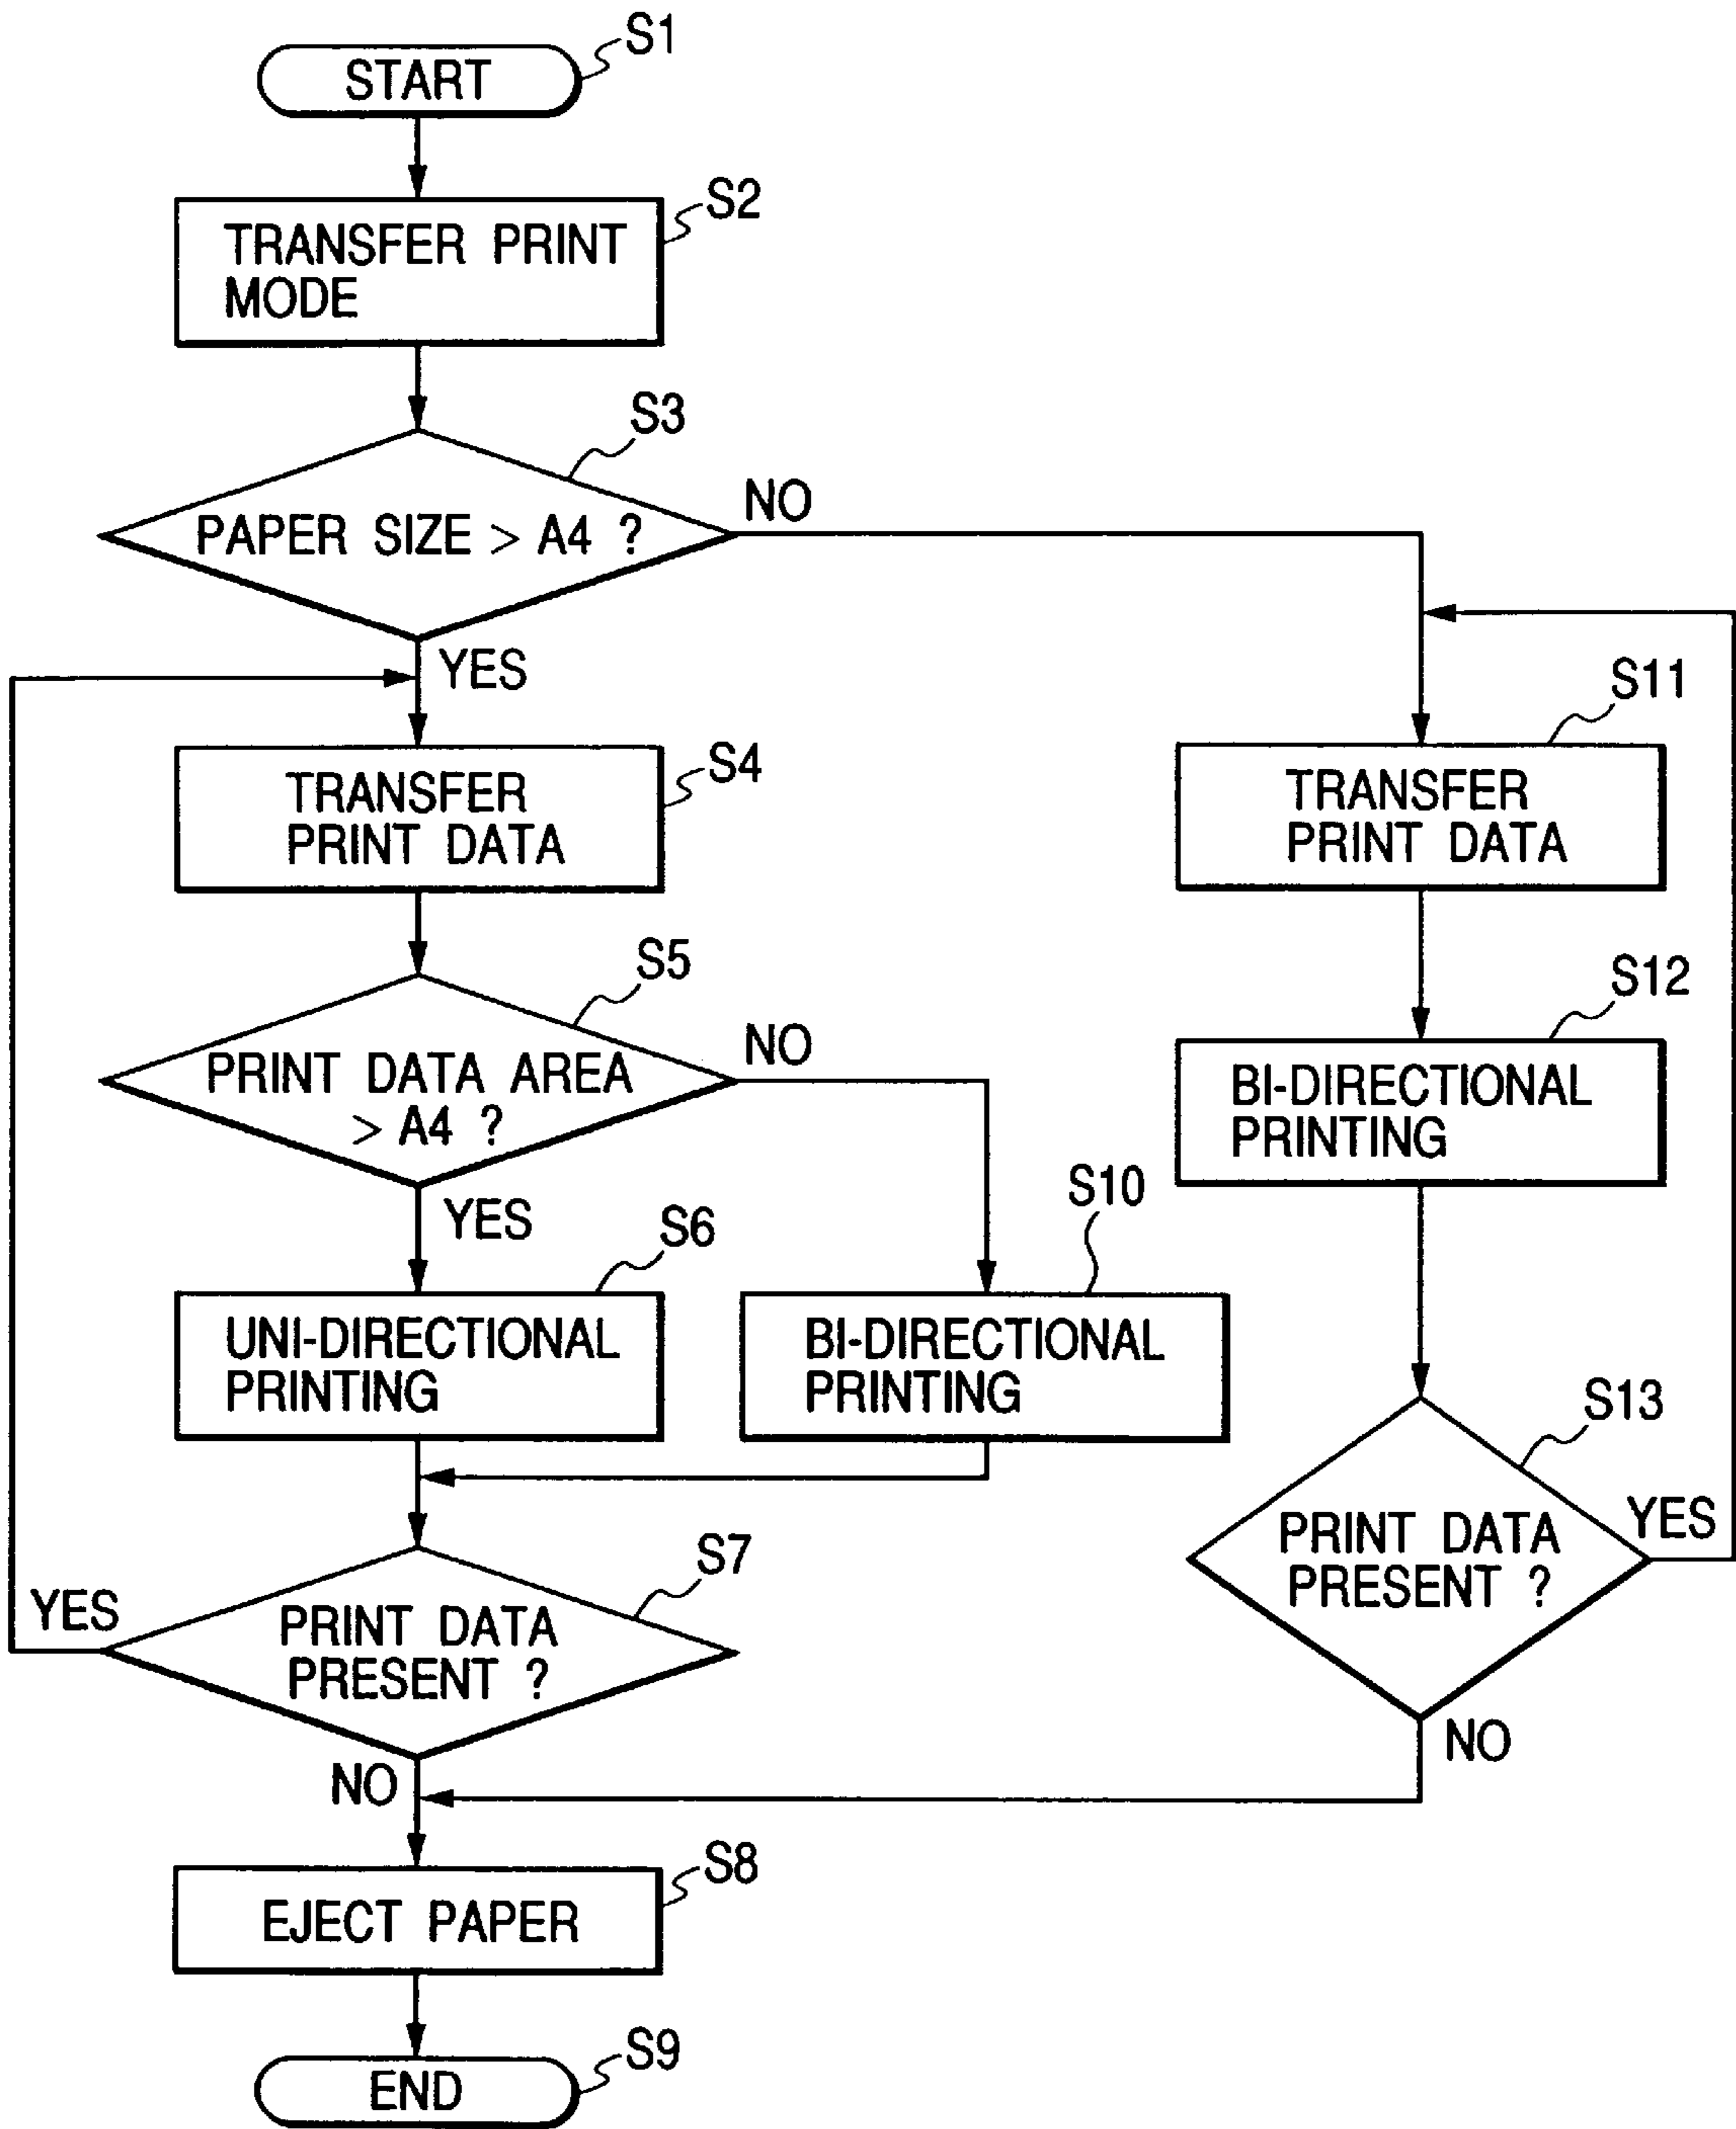 START
S1
TRANSFER PRINT
MODE
S2
PAPER SIZE > A4 ?
S3
NO
YES
TRANSFER
PRINT DATA
S4
PRINT DATA AREA
> A4 ?
S5
NO
YES
UNI-DIRECTIONAL
PRINTING
S6
BI-DIRECTIONAL
PRINTING
S10
PRINT DATA
PRESENT ?
S7
YES
NO
TRANSFER
PRINT DATA
S11
BI-DIRECTIONAL
PRINTING
S12
PRINT DATA
PRESENT ?
S13
YES
NO
EJECT PAPER
S8
END
S9